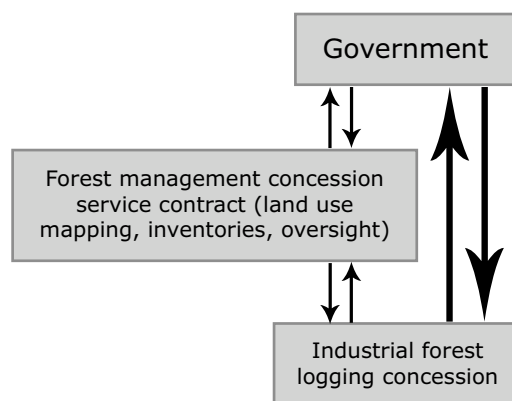 Government
Forest management concession
service contract (land use
mapping, inventories, oversight)
Industrial forest
logging concession